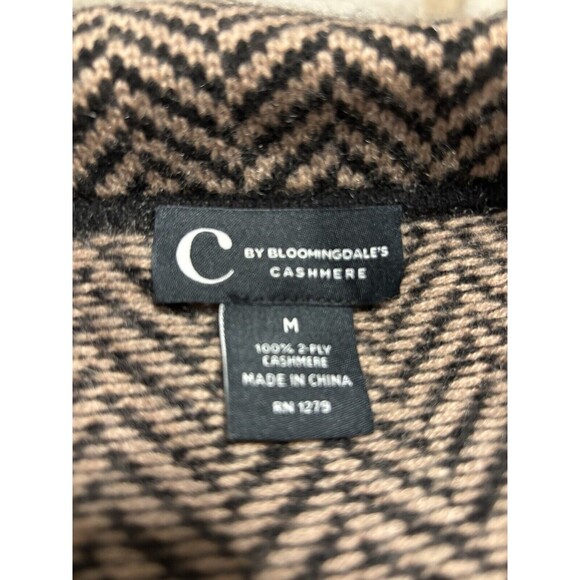 C BY BLOOMINGDALE'S
CASHMERE
M
100% 2-PLY
CASHMERE
MADE IN CHINA
RN 1279